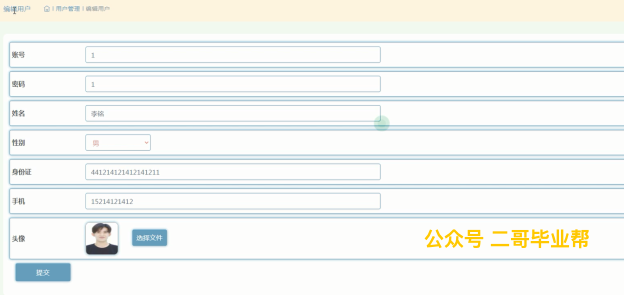 编辑用户 | 用户管理 | 编辑用户
账号 1
密码 1
姓名 李锦
性别
身份证 441214121412141211
手机 15214121412
头像 选择文件
公众号 二哥毕业帮
提交